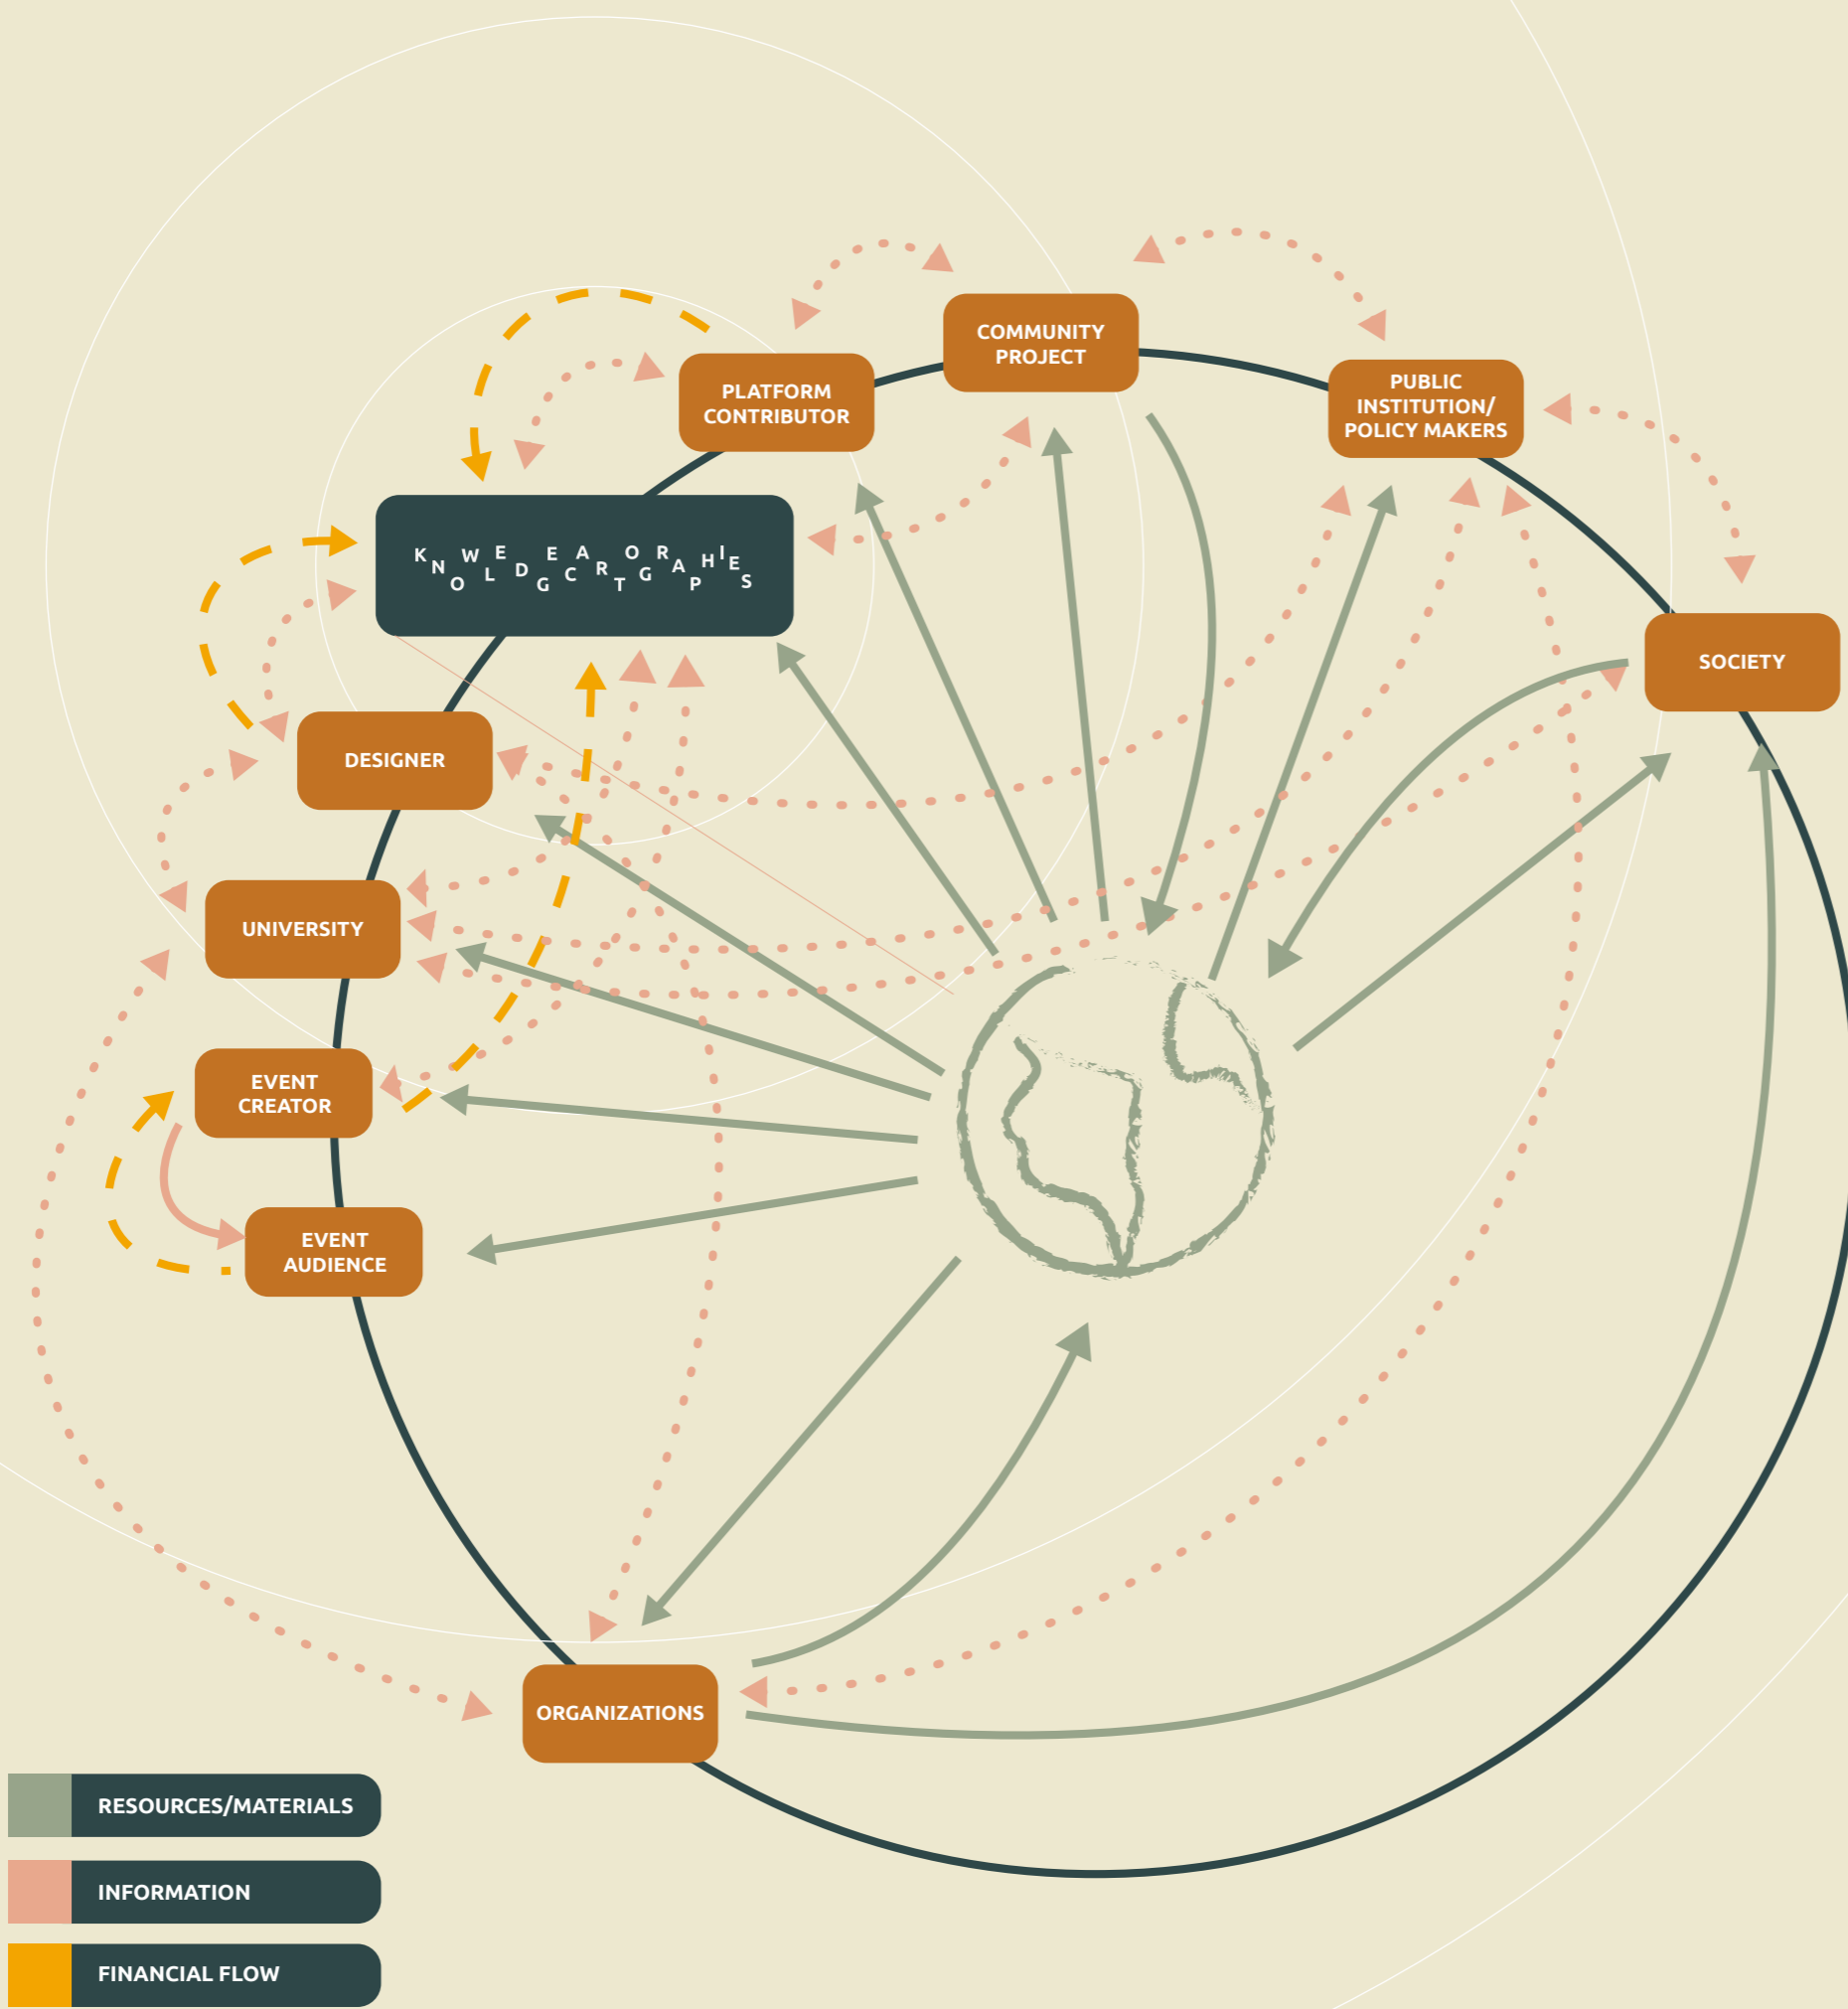 COMMUNITY
PROJECT
PUBLIC
INSTITUTION/
POLICY MAKERS
PLATFORM
CONTRIBUTOR
KNOWLEDGE CARTOGRAPHIES
SOCIETY
DESIGNER
UNIVERSITY
EVENT
CREATOR
EVENT
AUDIENCE
ORGANIZATIONS
RESOURCES/MATERIALS
INFORMATION
FINANCIAL FLOW